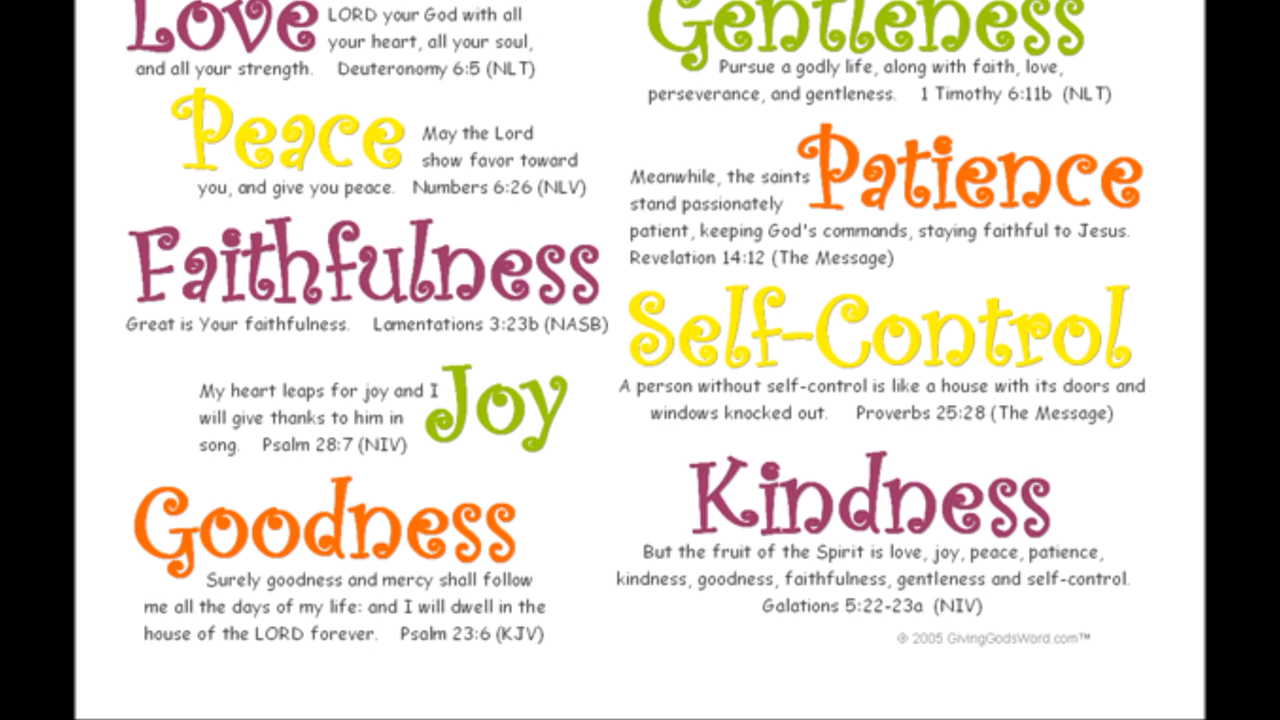 Love
LORD your God with all
your heart, all your soul,
and all your strength. Deuteronomy 6:5 (NLT)
Peace
May the Lord
show favor toward
you, and give you peace. Numbers 6:26 (NLV)
Faithfulness
Great is Your faithfulness. Lamentations 3:23b (NASB)
Joy
My heart leaps for joy and I
will give thanks to him in
song. Psalm 28:7 (NIV)
Goodness
Surely goodness and mercy shall follow
me all the days of my life: and I will dwell in the
house of the LORD forever. Psalm 23:6 (KJV)
Gentleness
Pursue a godly life, along with faith, love,
perseverance, and gentleness. 1 Timothy 6:11b (NLT)
Patience
Meanwhile, the saints
stand passionately
patient, keeping God's commands, staying faithful to Jesus.
Revelation 14:12 (The Message)
Self-Control
A person without self-control is like a house with its doors and
windows knocked out. Proverbs 25:28 (The Message)
Kindness
But the fruit of the Spirit is love, joy, peace, patience,
kindness, goodness, faithfulness, gentleness and self-control.
Galations 5:22-23a (NIV)
® 2005 GivingGodsWord.com™